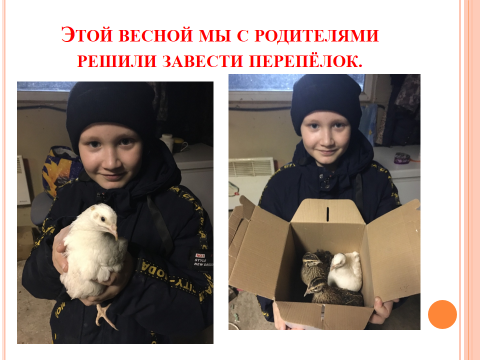 Этой весной мы с родителями
решили завести перепёлок.